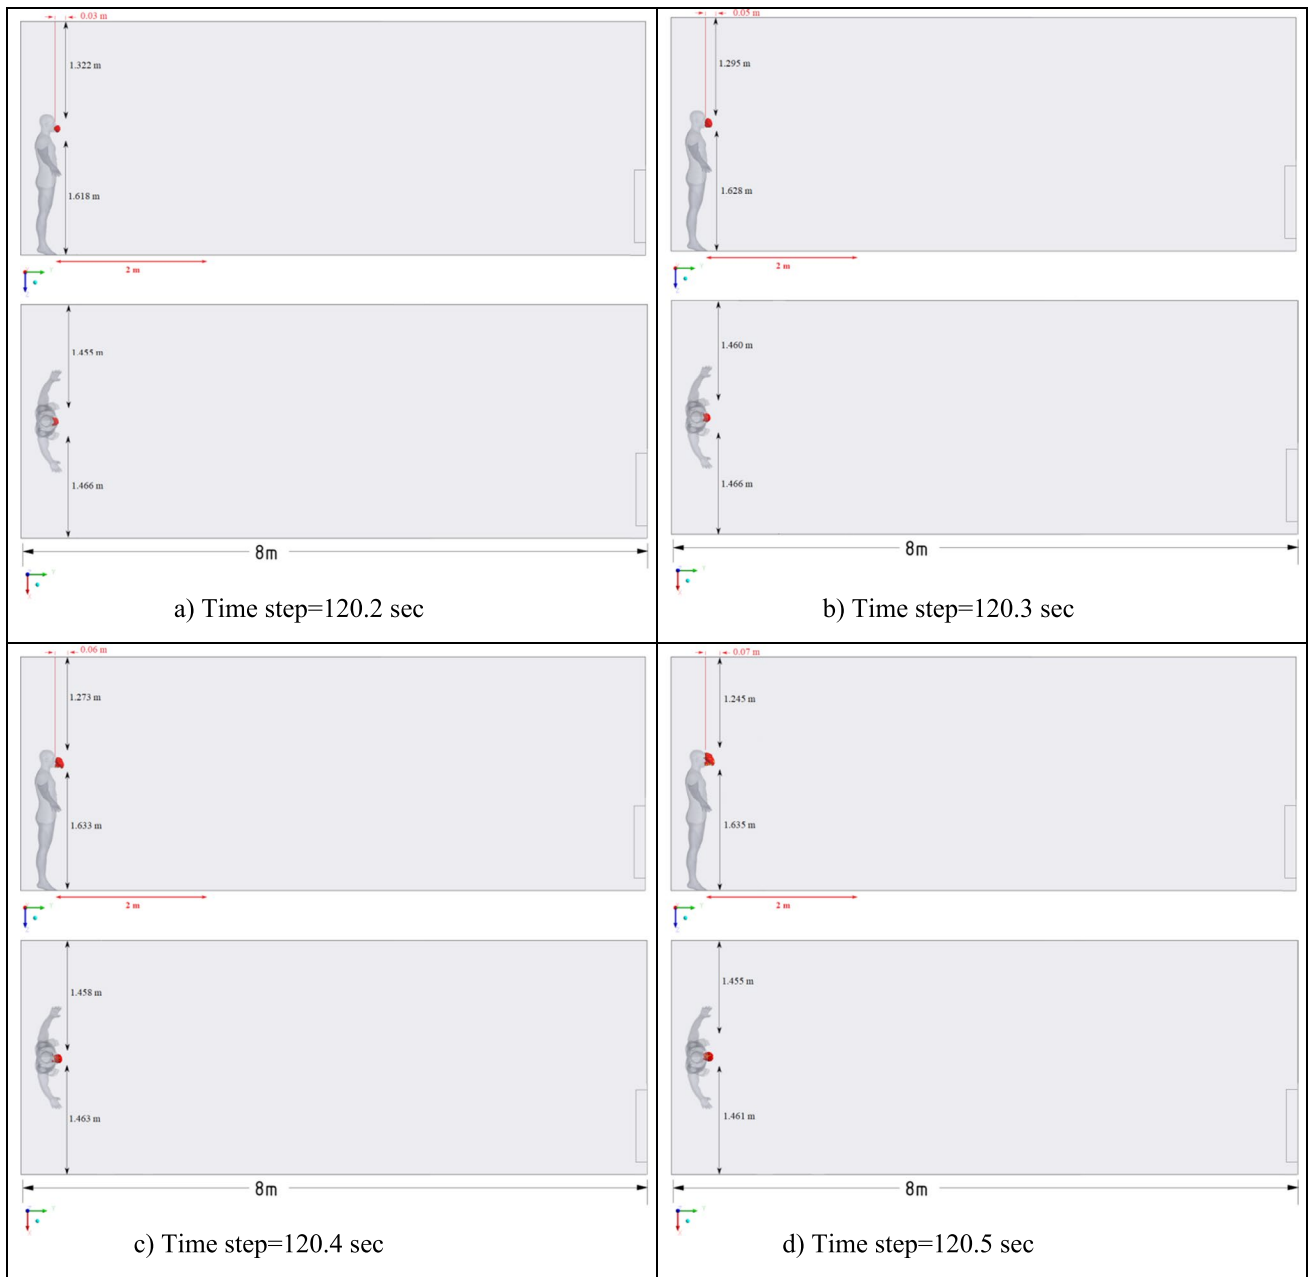 0.03 m
1.322 m
1.618 m
2 m
1.455 m
1.466 m
8m
a) Time step=120.2 sec
0.05 m
1.295 m
1.628 m
2 m
1.460 m
1.466 m
8m
b) Time step=120.3 sec
0.06 m
1.273 m
1.633 m
2 m
1.458 m
1.463 m
8m
c) Time step=120.4 sec
0.07 m
1.245 m
1.635 m
2 m
1.455 m
1.461 m
8m
d) Time step=120.5 sec